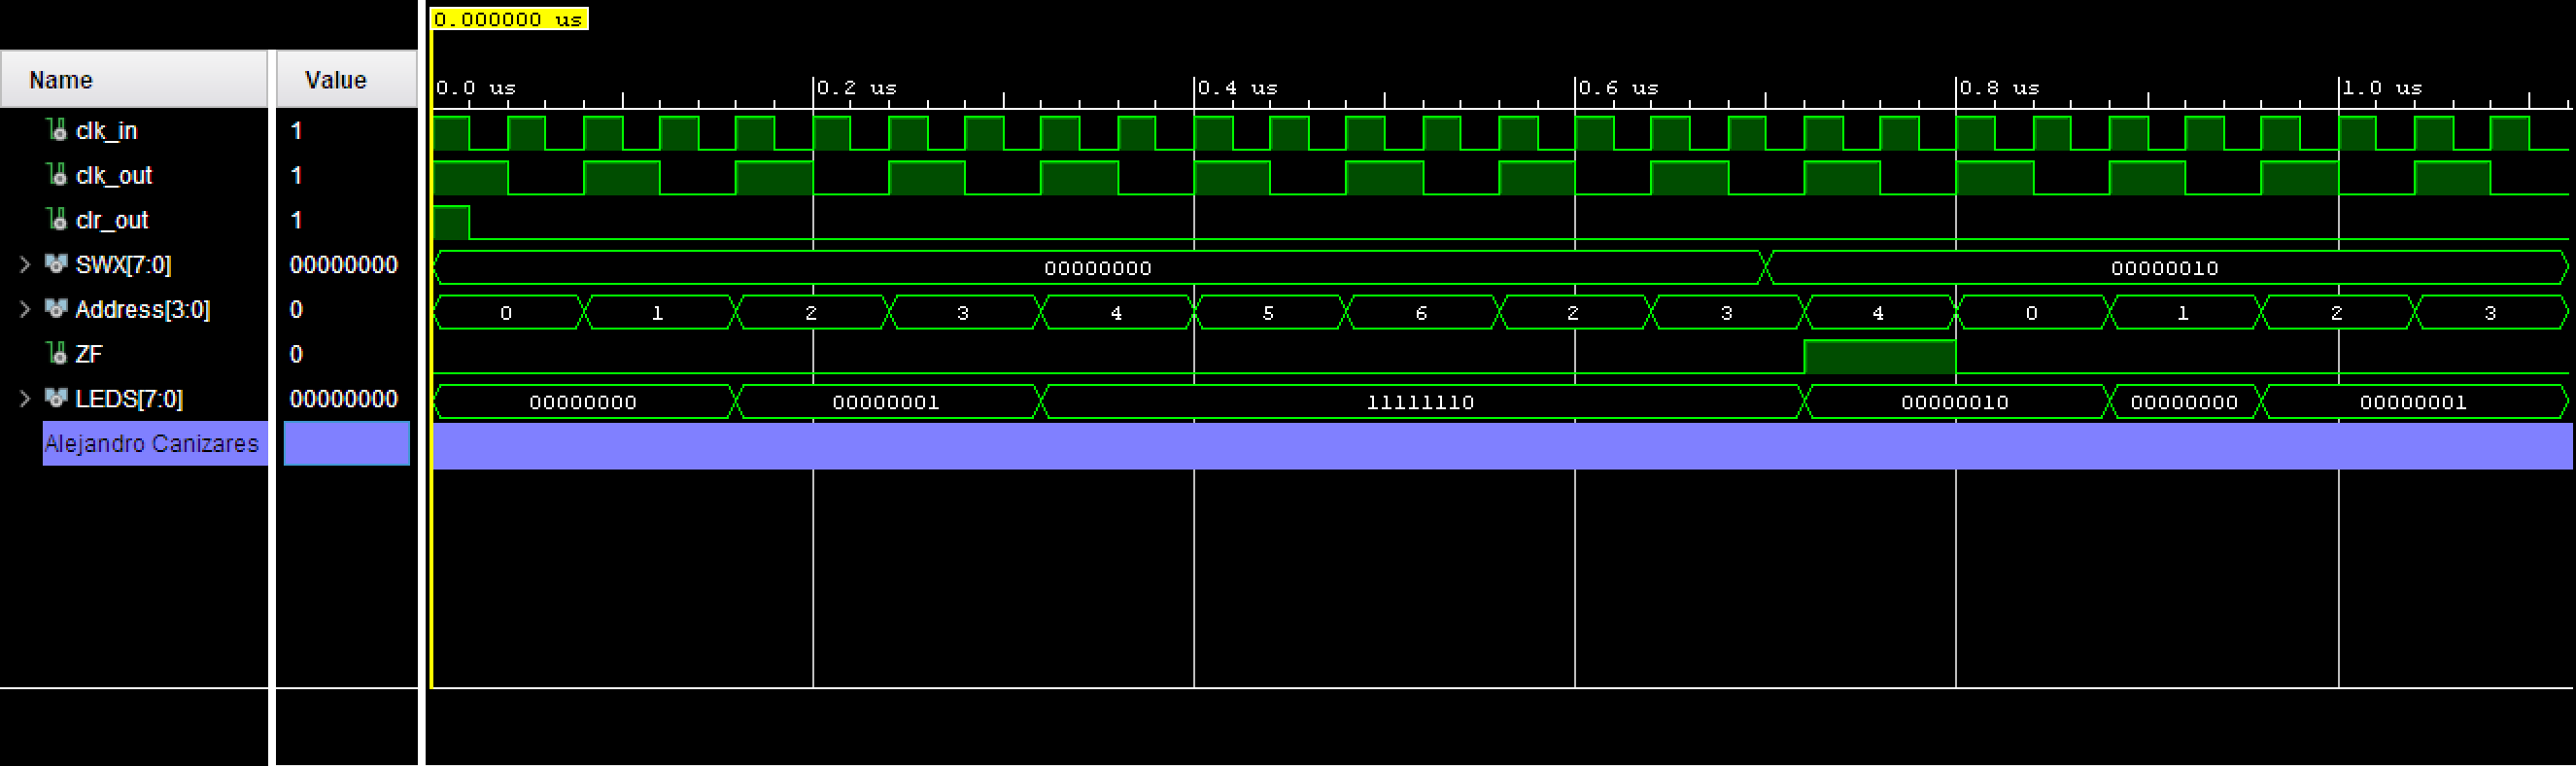 0.000000 us
Name Value
0.0 us 0.2 us 0.4 us 0.6 us 0.8 us 1.0 us
clk_in 1
clk_out 1
clr_out 1
SWX[7:0] 00000000 00000000 00000010
Address[3:0] 0 0 1 2 3 4 5 6 2 3 4 0 1 2 3
ZF 0
LEDS[7:0] 00000000 00000000 00000001 11111110 00000010 00000000 00000001
Alejandro Canizares